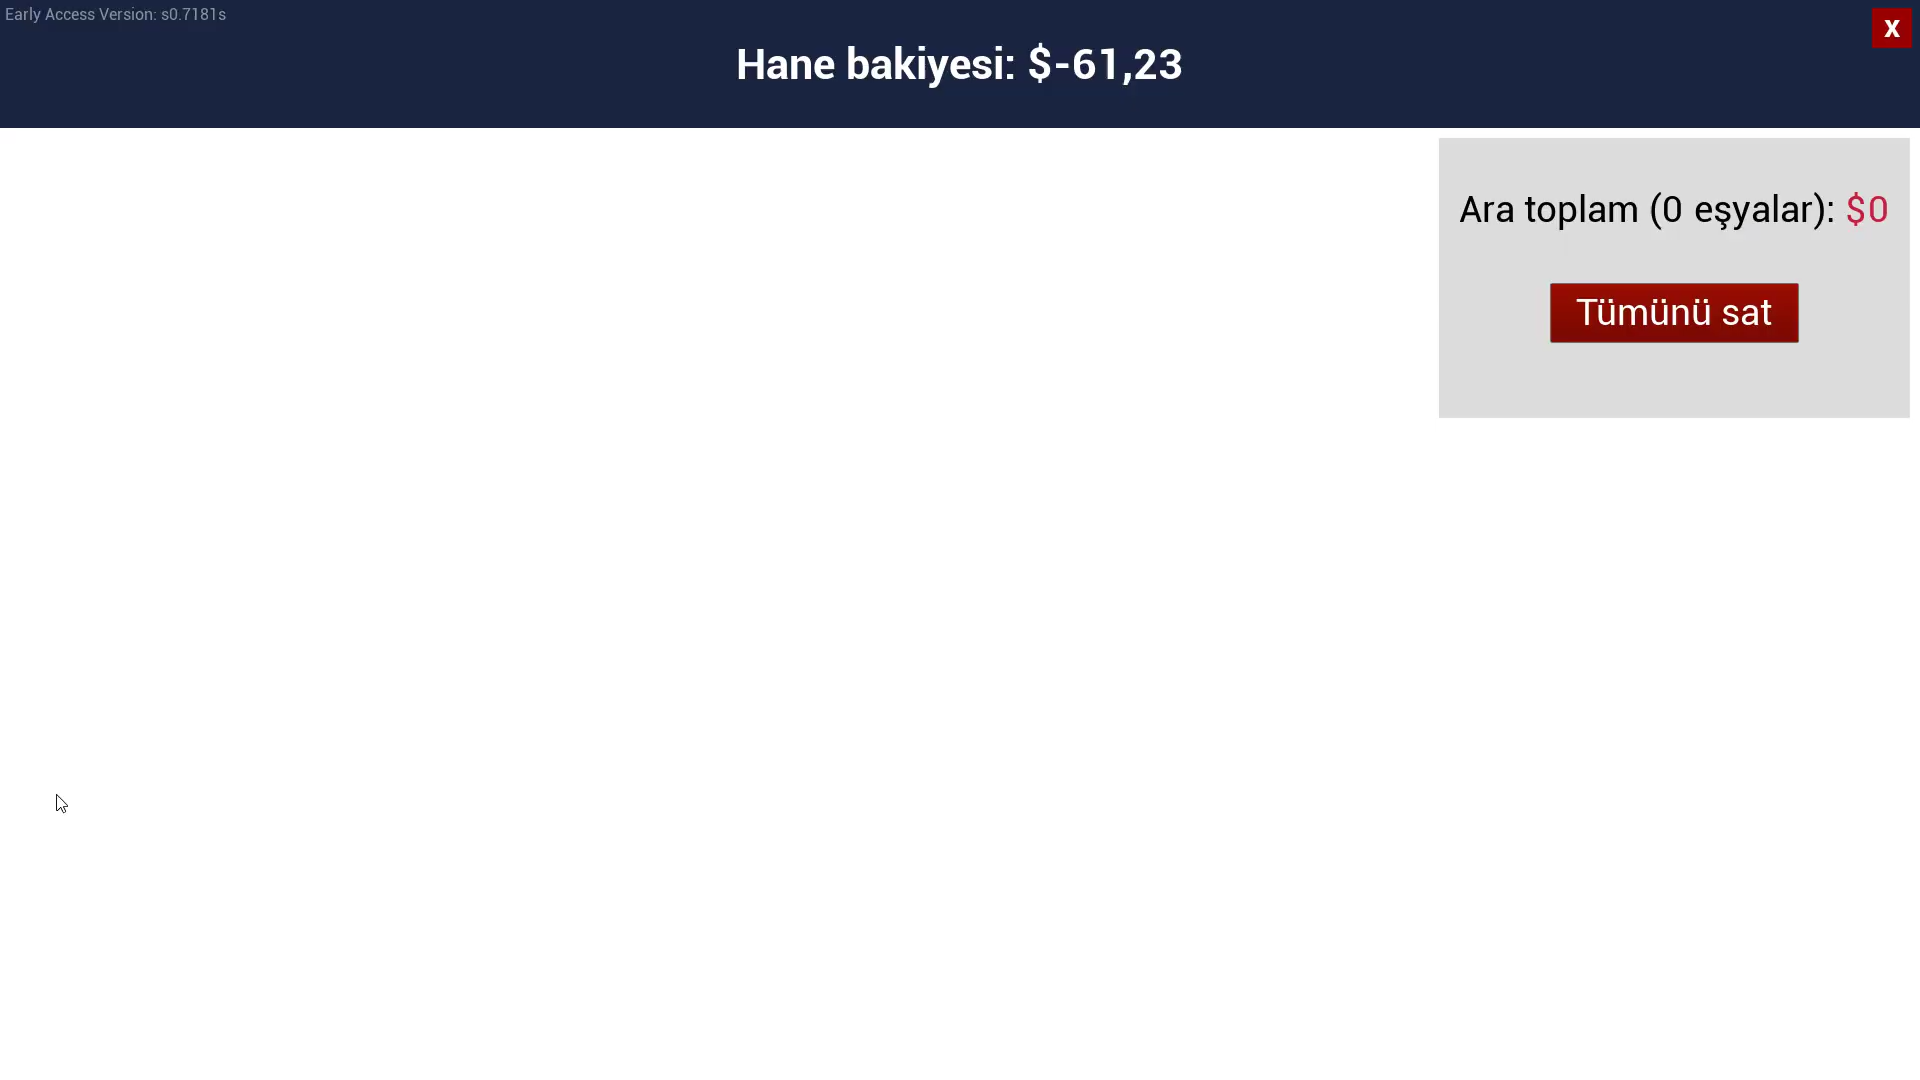 Early Access Version: s0.7181s
X
Hane bakiyesi: $-61,23
Ara toplam (0 eşyalar): $0
Tümünü sat